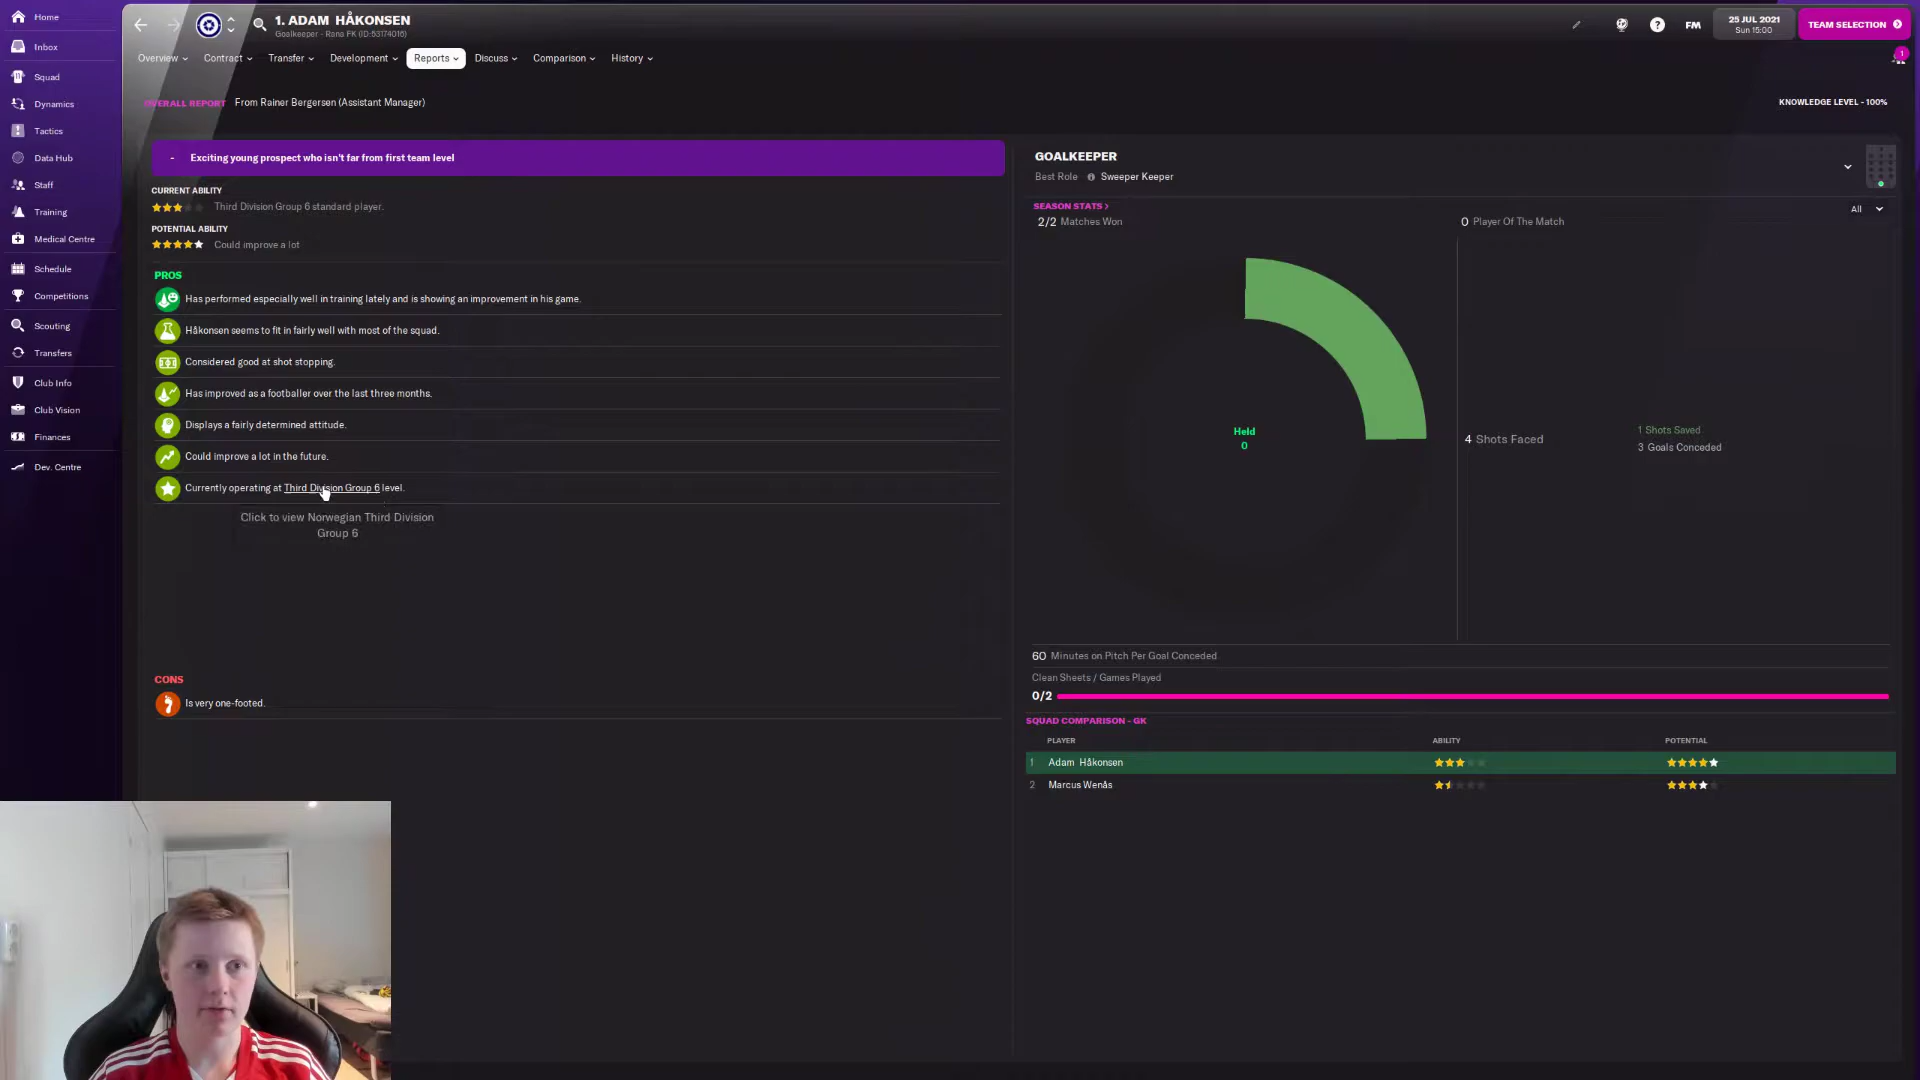 Home
Inbox
Squad
Dynamics
Tactics
Data Hub
Staff
Training
Medical Centre
Schedule
Competitions
Scouting
Transfers
Club Info
Club Vision
Finances
Dev. Centre
1. ADAM HÅKONSEN
Goalkeeper - Rana FK (ID:53174016)
FM
25 JUL 2021
Sun 15:00
TEAM SELECTION
1
Overview
Contract
Transfer
Development
Reports
Discuss
Comparison
History
OVERALL REPORT From Rainer Bergersen (Assistant Manager)
KNOWLEDGE LEVEL - 100%
- Exciting young prospect who isn't far from first team level
CURRENT ABILITY
Third Division Group 6 standard player.
POTENTIAL ABILITY
Could improve a lot
PROS
Has performed especially well in training lately and is showing an improvement in his game.
Håkonsen seems to fit in fairly well with most of the squad.
Considered good at shot stopping.
Has improved as a footballer over the last three months.
Displays a fairly determined attitude.
Could improve a lot in the future.
Currently operating at Third Division Group 6 level.
Click to view Norwegian Third Division
Group 6
CONS
Is very one-footed.
GOALKEEPER
Best Role Sweeper Keeper
SEASON STATS >
All
2/2 Matches Won
0 Player Of The Match
Held
0
4 Shots Faced
1 Shots Saved
3 Goals Conceded
60 Minutes on Pitch Per Goal Conceded
Clean Sheets / Games Played
0/2
SQUAD COMPARISON - GK
PLAYER ABILITY POTENTIAL
1 Adam Håkonsen
2 Marcus Wenås